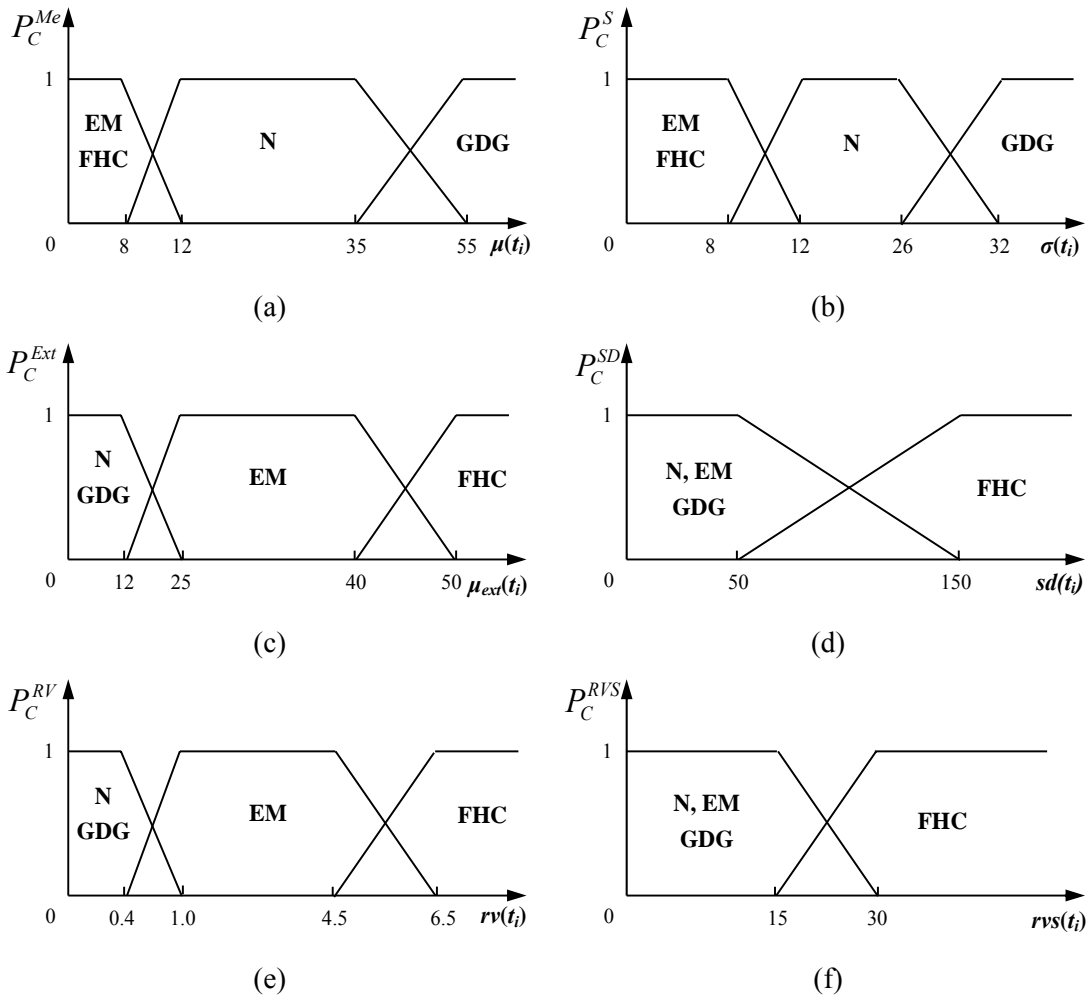 P_C^{Me}
1
EM
FHC
N
GDG
0
8
12
35
55
μ(t_i)
(a)
P_C^{S}
1
EM
FHC
N
GDG
0
8
12
26
32
σ(t_i)
(b)
P_C^{Ext}
1
N
GDG
EM
FHC
0
12
25
40
50
μ_{ext}(t_i)
(c)
P_C^{SD}
1
N, EM
GDG
FHC
0
50
150
sd(t_i)
(d)
P_C^{RV}
1
N
GDG
EM
FHC
0
0.4
1.0
4.5
6.5
rv(t_i)
(e)
P_C^{RVS}
1
N, EM
GDG
FHC
0
15
30
rvs(t_i)
(f)